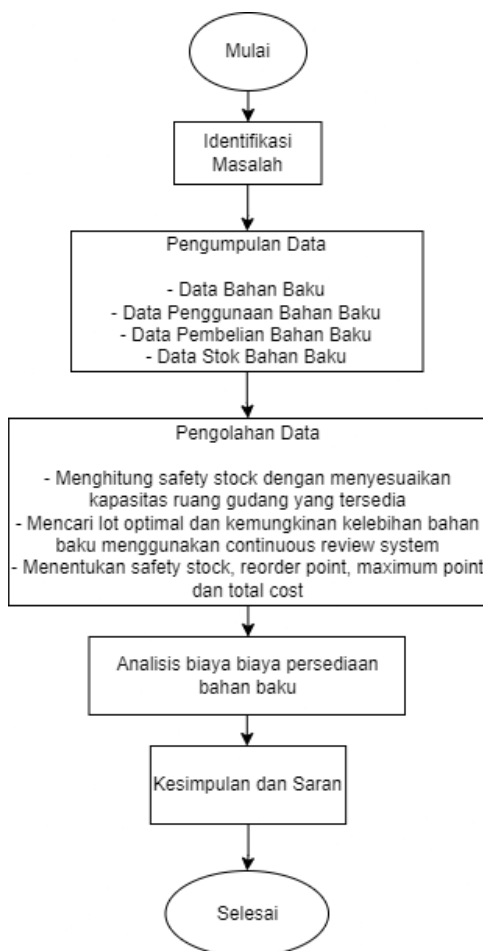 Mulai
Identifikasi
Masalah
Pengumpulan Data
- Data Bahan Baku
- Data Penggunaan Bahan Baku
- Data Pembelian Bahan Baku
- Data Stok Bahan Baku
Pengolahan Data
- Menghitung safety stock dengan menyesuaikan
kapasitas ruang gudang yang tersedia
- Mencari lot optimal dan kemungkinan kelebihan bahan
baku menggunakan continuous review system
- Menentukan safety stock, reorder point, maximum point
dan total cost
Analisis biaya biaya persediaan
bahan baku
Kesimpulan dan Saran
Selesai